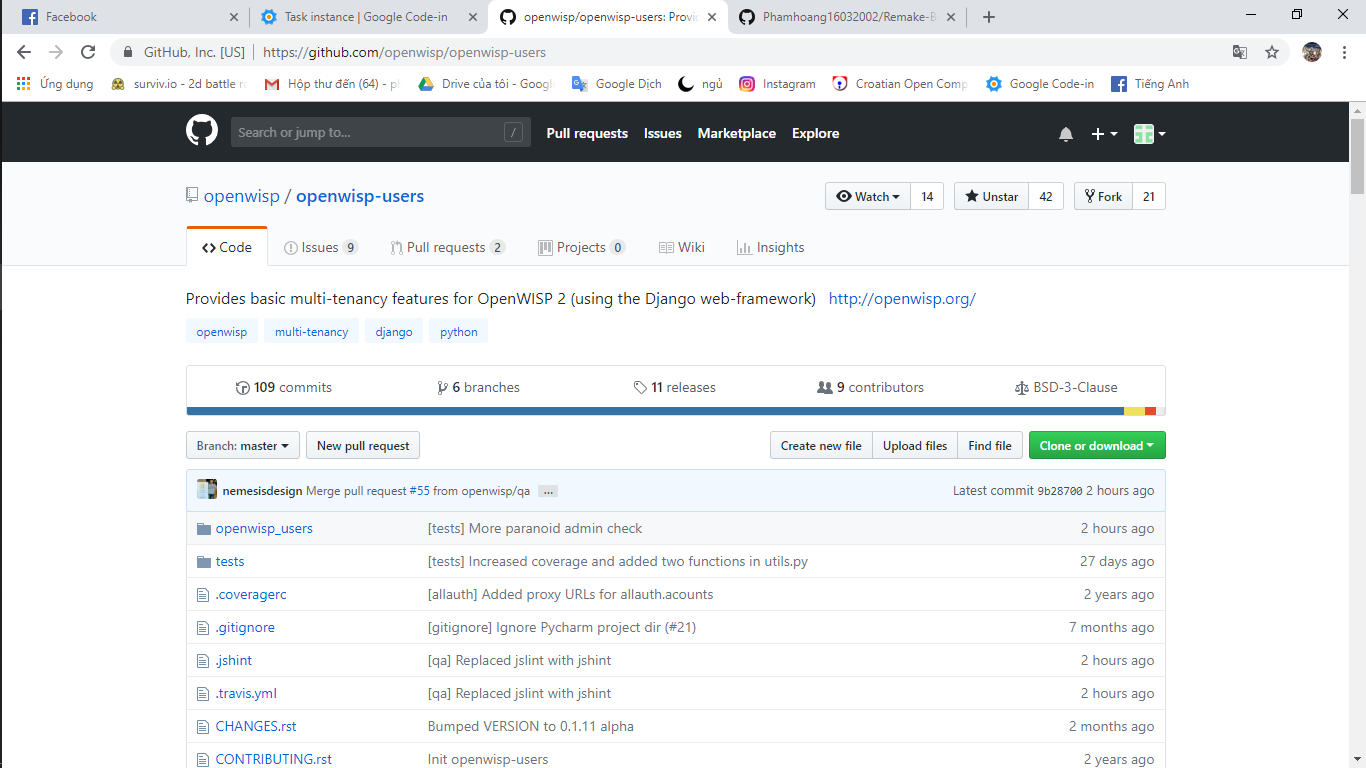 Facebook
Task instance | Google Code-in
openwisp/openwisp-users: Provi
Phamhoang16032002/Remake-B
GitHub, Inc. [US] | https://github.com/openwisp/openwisp-users
Ứng dụng
surviv.io - 2d battle ro
Hộp thư đến (64) - ph
Drive của tôi - Googl
Google Dịch
ngủ
Instagram
Croatian Open Comp
Google Code-in
Tiếng Anh
Search or jump to... /
Pull requests Issues Marketplace Explore
openwisp / openwisp-users
Watch 14 Unstar 42 Fork 21
Code Issues 9 Pull requests 2 Projects 0 Wiki Insights
Provides basic multi-tenancy features for OpenWISP 2 (using the Django web-framework) http://openwisp.org/
openwisp multi-tenancy django python
109 commits 6 branches 11 releases 9 contributors BSD-3-Clause
Branch: master New pull request Create new file Upload files Find file Clone or download
nemesisdesign Merge pull request #55 from openwisp/qa ... Latest commit 9b28700 2 hours ago
openwisp_users [tests] More paranoid admin check 2 hours ago
tests [tests] Increased coverage and added two functions in utils.py 27 days ago
.coveragerc [allauth] Added proxy URLs for allauth.acounts 2 years ago
.gitignore [gitignore] Ignore Pycharm project dir (#21) 7 months ago
.jshint [qa] Replaced jslint with jshint 2 hours ago
.travis.yml [qa] Replaced jslint with jshint 2 hours ago
CHANGES.rst Bumped VERSION to 0.1.11 alpha 2 months ago
CONTRIBUTING.rst Init openwisp-users 2 years ago